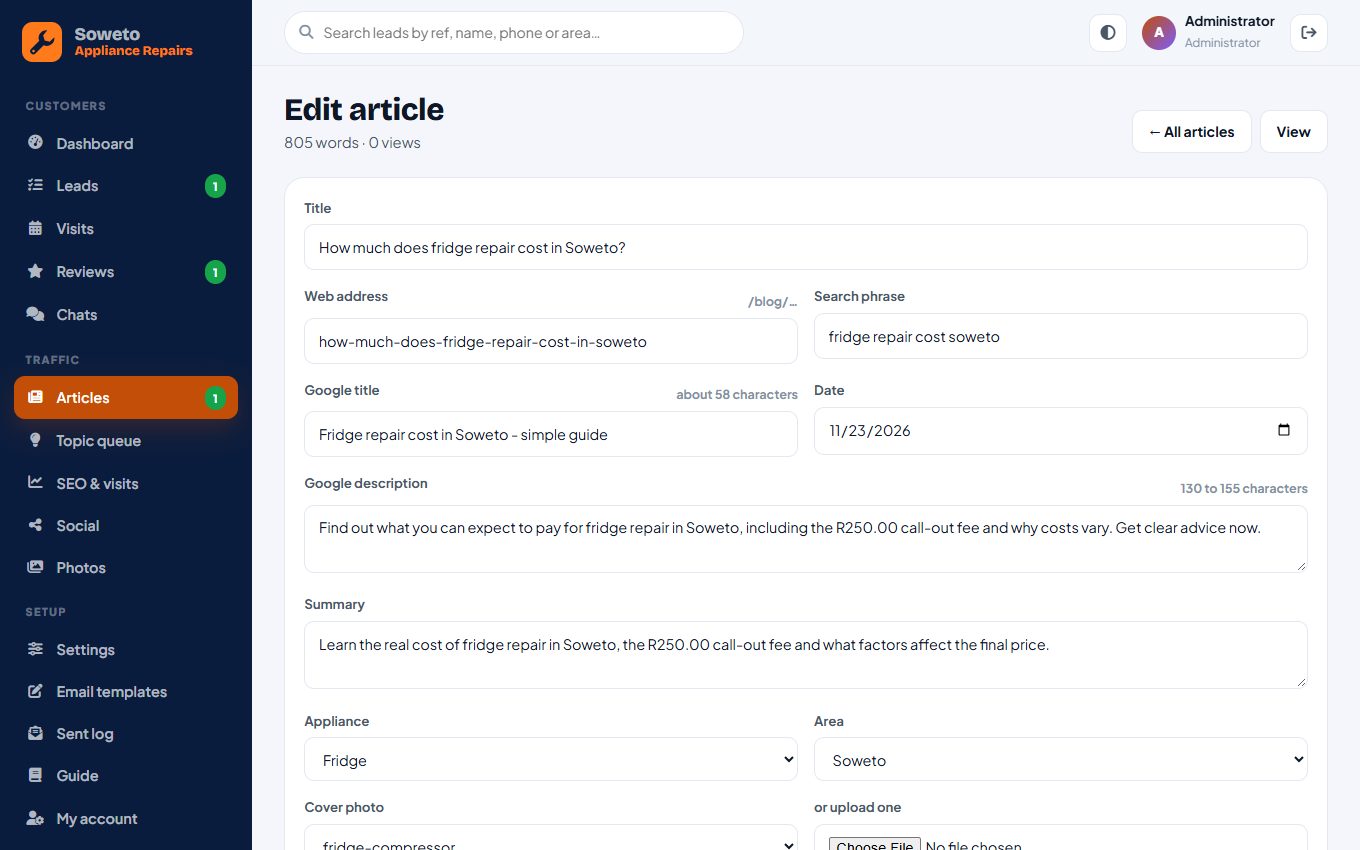 Soweto
Appliance Repairs
CUSTOMERS
Dashboard
Leads 1
Visits
Reviews 1
Chats
TRAFFIC
Articles 1
Topic queue
SEO & visits
Social
Photos
SETUP
Settings
Email templates
Sent log
Guide
My account
Search leads by ref, name, phone or area...
A
Administrator
Administrator
Edit article
805 words · 0 views
← All articles
View
Title
How much does fridge repair cost in Soweto?
Web address /blog/...
how-much-does-fridge-repair-cost-in-soweto
Search phrase
fridge repair cost soweto
Google title about 58 characters
Fridge repair cost in Soweto - simple guide
Date
11/23/2026
Google description 130 to 155 characters
Find out what you can expect to pay for fridge repair in Soweto, including the R250.00 call-out fee and why costs vary. Get clear advice now.
Summary
Learn the real cost of fridge repair in Soweto, the R250.00 call-out fee and what factors affect the final price.
Appliance
Fridge
Area
Soweto
Cover photo
fridge-compressor
or upload one
Choose File No file chosen